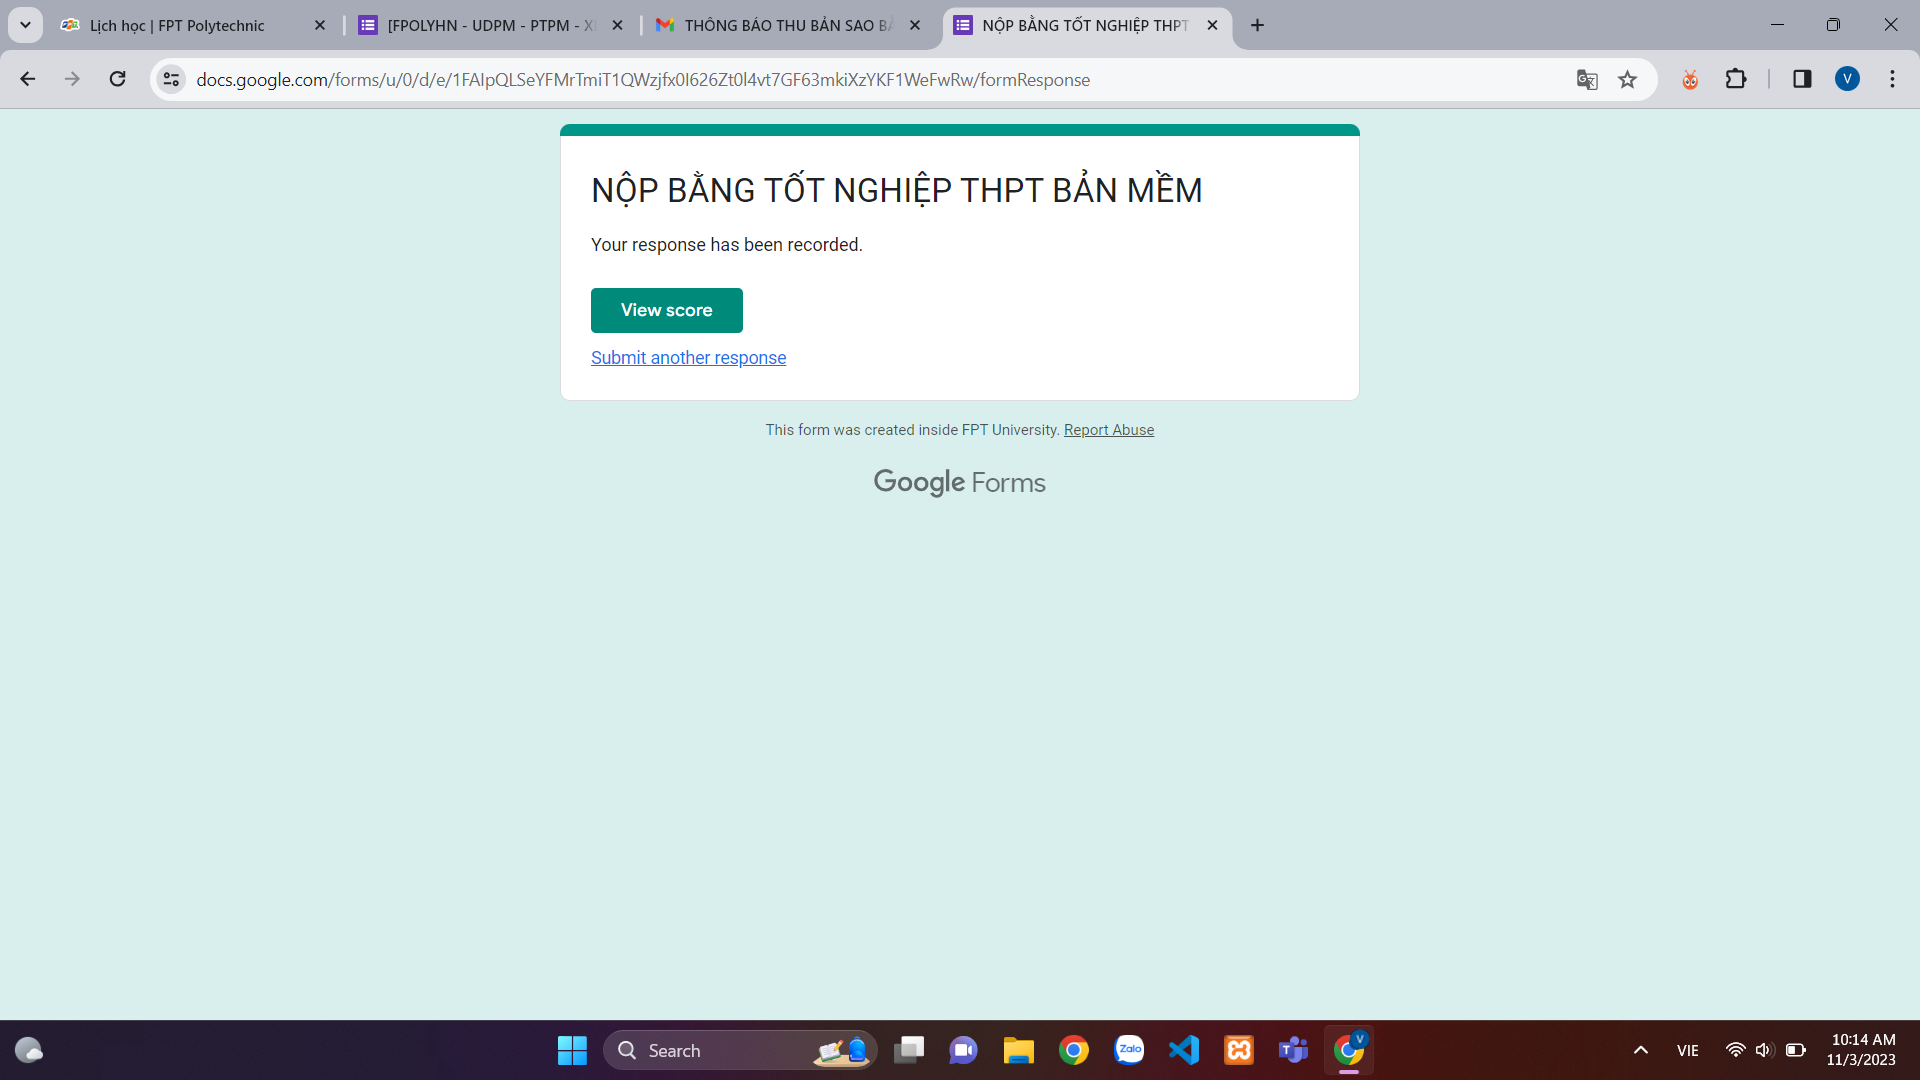 Lịch học | FPT Polytechnic
[FPOLYHN - UDPM - PTPM - X
THÔNG BÁO THU BẢN SAO B
NỘP BẰNG TỐT NGHIỆP THPT
docs.google.com/forms/u/0/d/e/1FAIpQLSeYFMrTmiT1QWzjfx0I626Zt0l4vt7GF63mkiXzYKF1WeFwRw/formResponse
V
NỘP BẰNG TỐT NGHIỆP THPT BẢN MỀM
Your response has been recorded.
View score
Submit another response
This form was created inside FPT University. Report Abuse
Google Forms
Search
Zalo
V
VIE
10:14 AM
11/3/2023